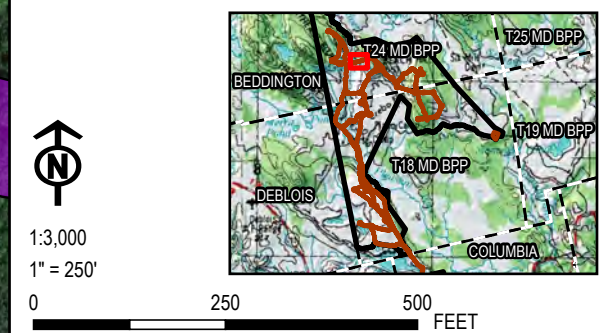 T25 MD BPP
T24 MD BPP
BEDDINGTON
T19 MD BPP
T18 MD BPP
DEBLOIS
COLUMBIA
N
1:3,000
1" = 250'
0 250 500
FEET